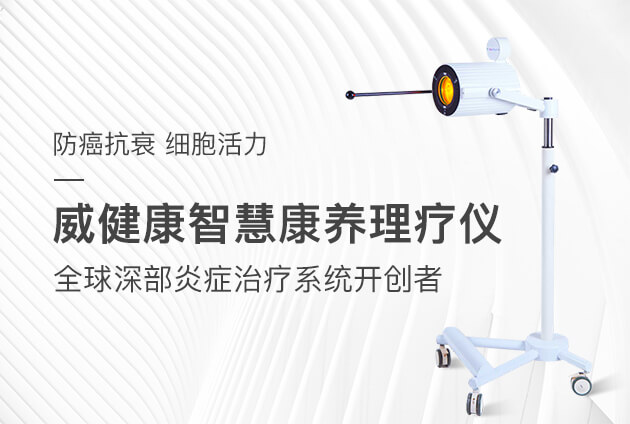 防癌抗衰 细胞活力
威健康智慧康养理疗仪
全球深部炎症治疗系统开创者